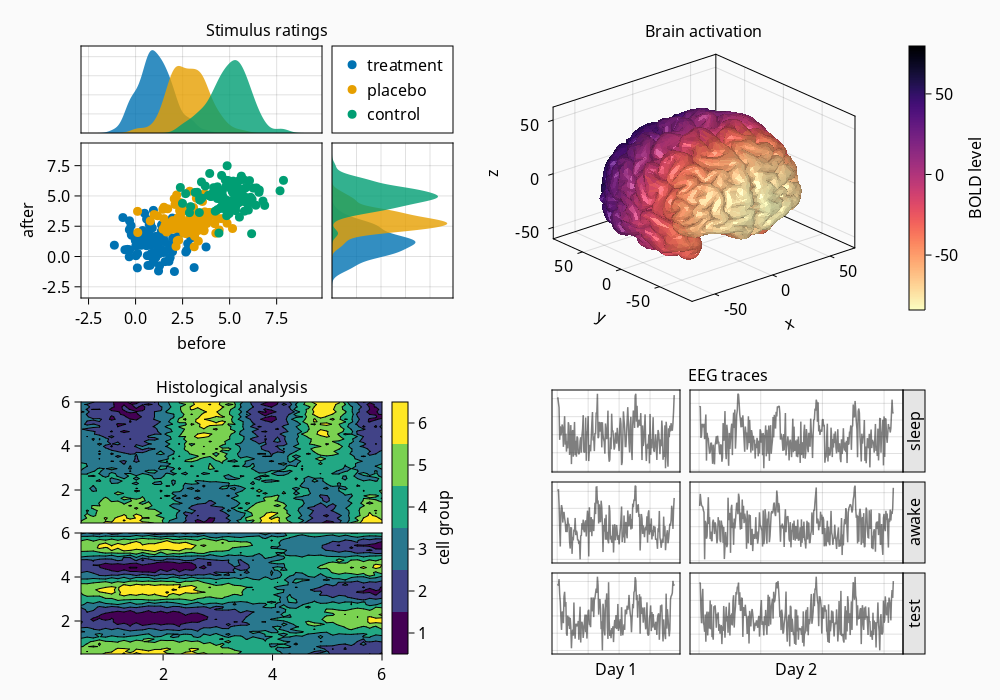 Stimulus ratings
treatment
placebo
control
7.5
5.0
2.5
0.0
-2.5
after
-2.5 0.0 2.5 5.0 7.5
before
Brain activation
50
0
-50
z
50
0
-50
y
-50
0
50
x
50
0
-50
BOLD level
Histological analysis
6
4
2
6
4
2
2 4 6
6
5
4
3
2
1
cell group
EEG traces
sleep
awake
test
Day 1
Day 2